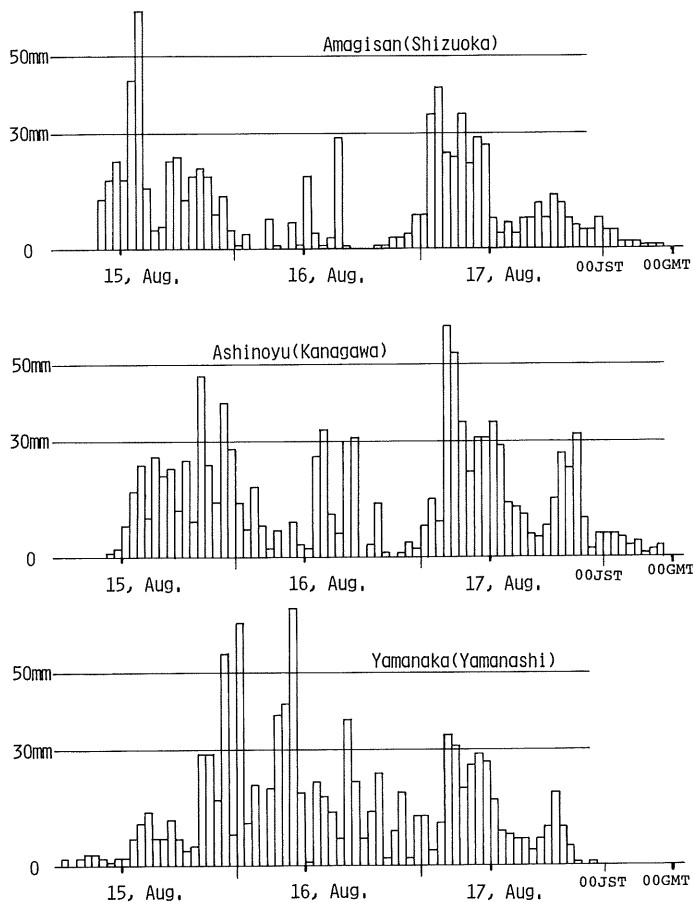 Amagisan(Shizuoka)
50mm
30mm
0
15, Aug. 16, Aug. 17, Aug. 00JST 00GMT
Ashinoyu(Kanagawa)
50mm
30mm
0
15, Aug. 16, Aug. 17, Aug. 00JST 00GMT
Yamanaka(Yamanashi)
50mm
30mm
0
15, Aug. 16, Aug. 17, Aug. 00JST 00GMT